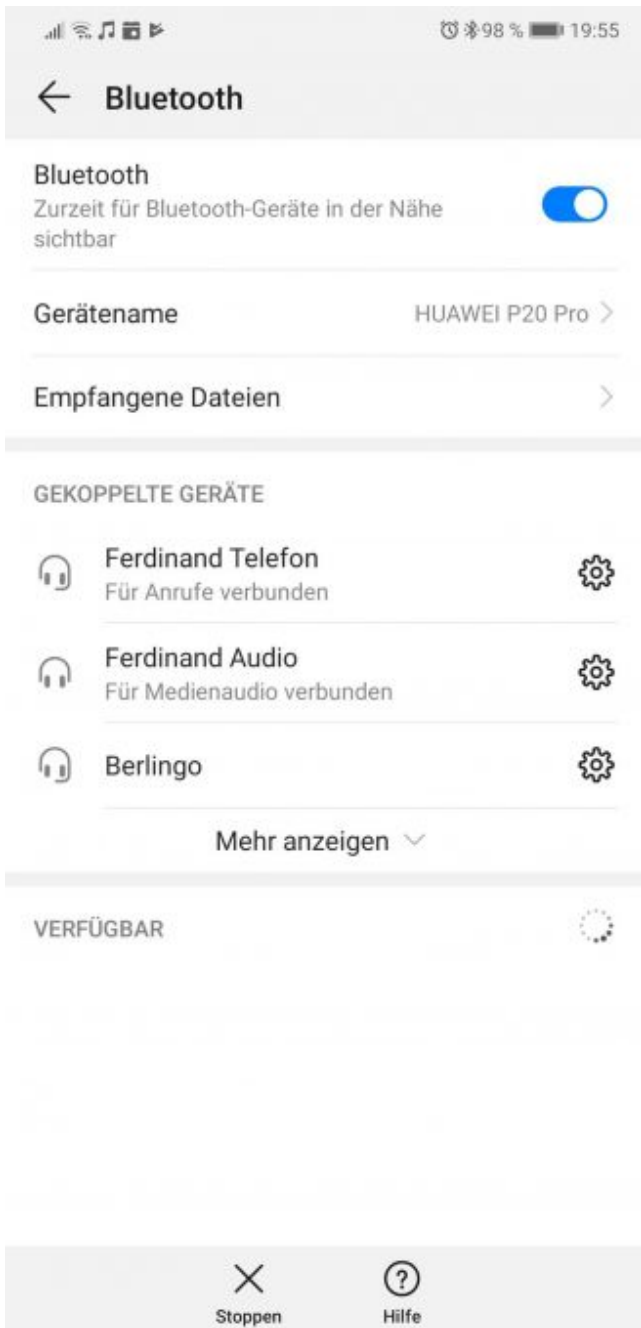 98 % 19:55
Bluetooth
Bluetooth
Zurzeit für Bluetooth-Geräte in der Nähe
sichtbar
Gerätename HUAWEI P20 Pro
Empfangene Dateien
GEKOPPELTE GERÄTE
Ferdinand Telefon
Für Anrufe verbunden
Ferdinand Audio
Für Medienaudio verbunden
Berlingo
Mehr anzeigen
VERFÜGBAR
Stoppen Hilfe